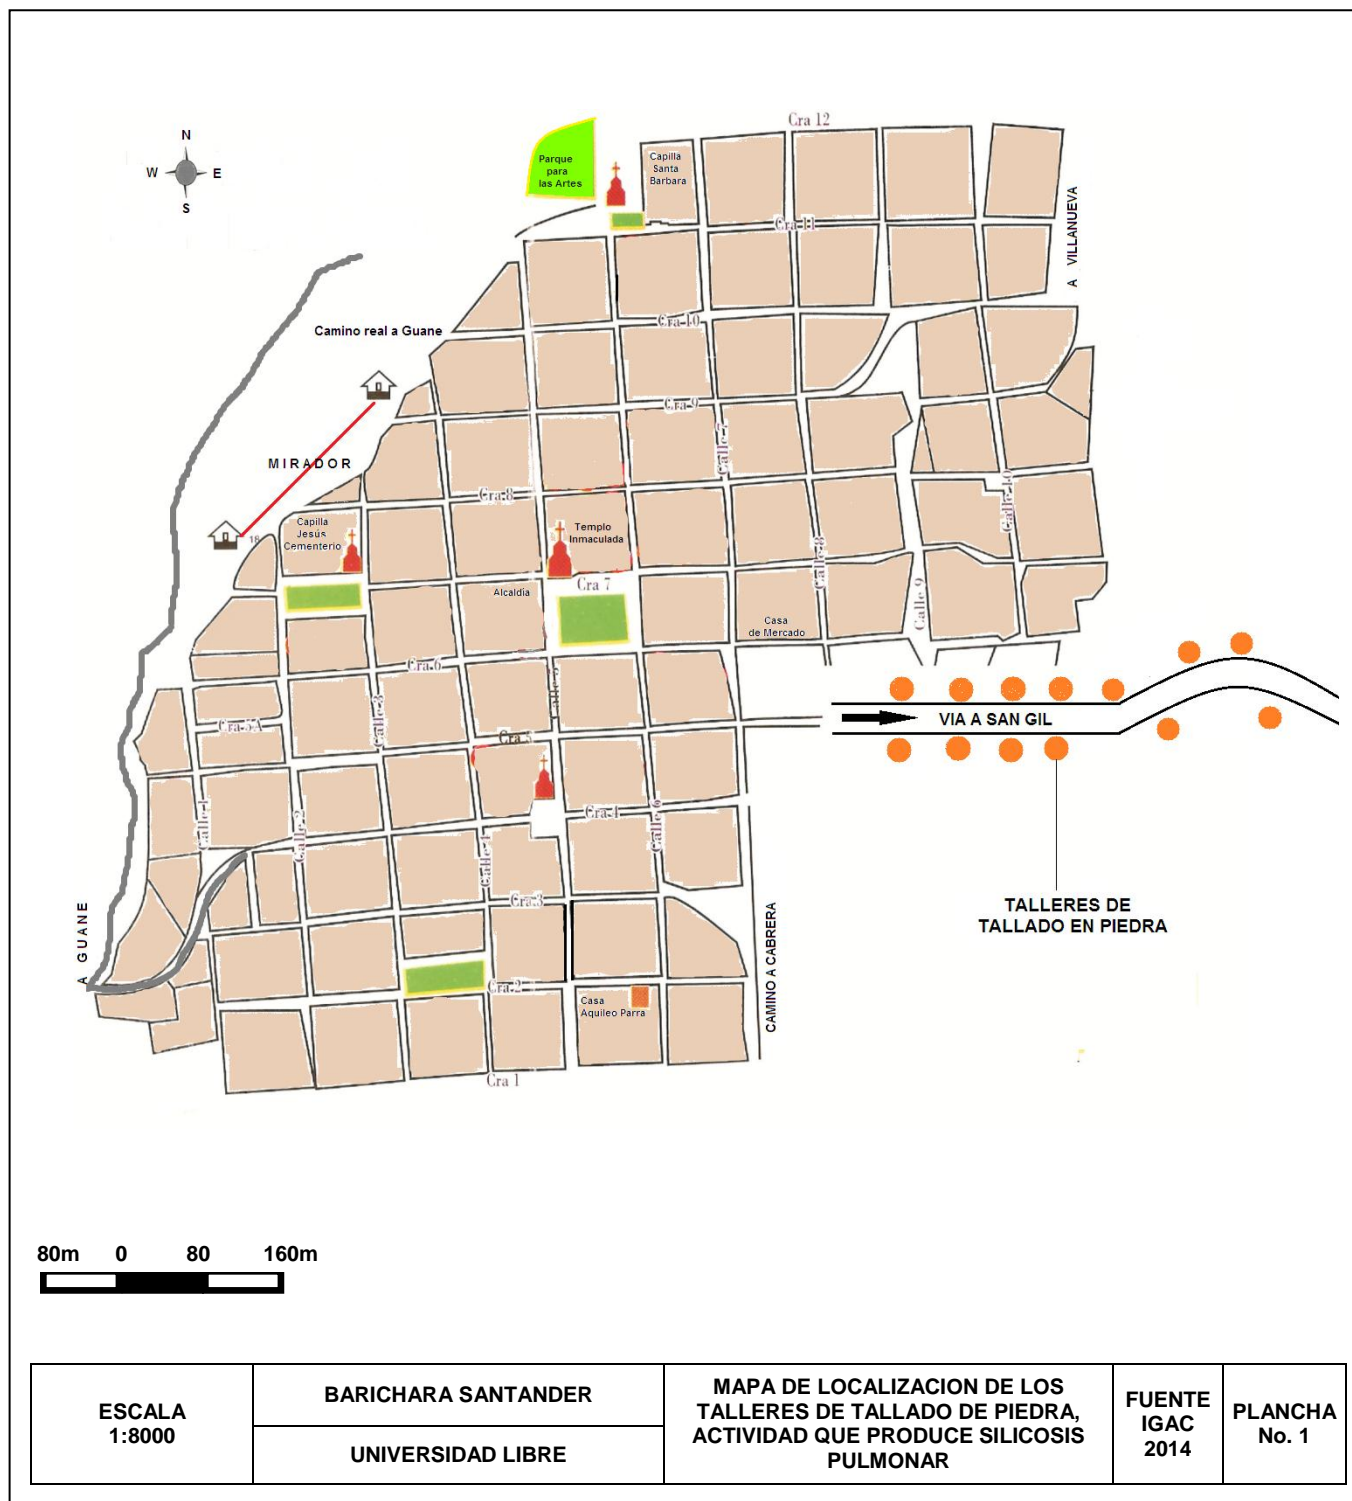 Cra 12
N
W E
S
Parque
para
las Artes
Capilla
Santa
Barbara
Cra 11
A VILLANUEVA
Camino real a Guane
Cra 10
Cra 9
Calle 7
MIRADOR
Cra 8
Calle 10
Capilla
Jesús
Cementerio
18
Templo
Inmaculada
Calle 8
Cra 7
Alcaldia
Calle 9
Casa
de Mercado
Cra 6
Calle 3
Calle 5
Cra 5A
Cra 5
VIA A SAN GIL
Calle 1
Calle 2
Cra 4
Calle 6
Calle 4
Cra 3
A GUANE
TALLERES DE
TALLADO EN PIEDRA
CAMINO A CABRERA
Cra 2
Casa
Aquileo Parra
Cra 1
80m 0 80 160m
ESCALA
1:8000
BARICHARA SANTANDER
UNIVERSIDAD LIBRE
MAPA DE LOCALIZACION DE LOS
TALLERES DE TALLADO DE PIEDRA,
ACTIVIDAD QUE PRODUCE SILICOSIS
PULMONAR
FUENTE
IGAC
2014
PLANCHA
No. 1